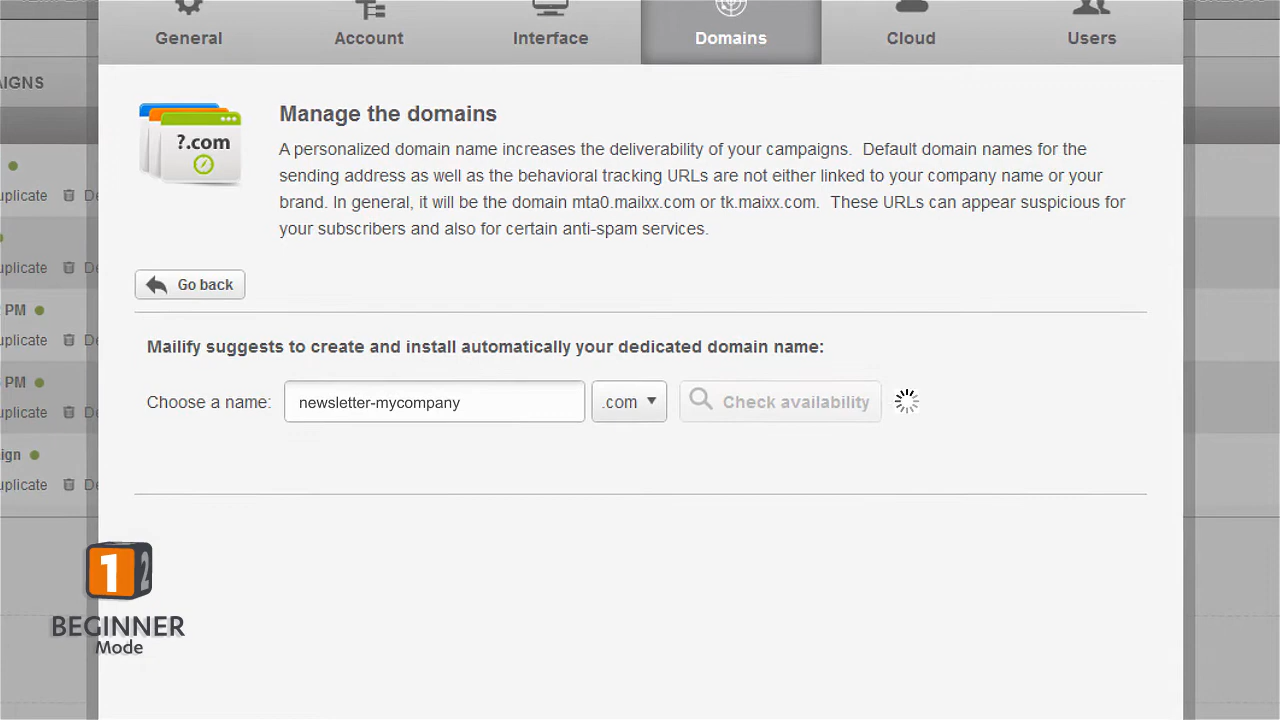 General Account Interface Domains Cloud Users
AIGNS
Manage the domains
?.com
A personalized domain name increases the deliverability of your campaigns. Default domain names for the
sending address as well as the behavioral tracking URLs are not either linked to your company name or your
brand. In general, it will be the domain mta0.mailxx.com or tk.maixx.com. These URLs can appear suspicious for
your subscribers and also for certain anti-spam services.
uplicate De
uplicate De
Go back
PM
uplicate De
Mailify suggests to create and install automatically your dedicated domain name:
PM
Choose a name: newsletter-mycompany .com Check availability
uplicate De
ign
uplicate De
1 2
BEGINNER
Mode